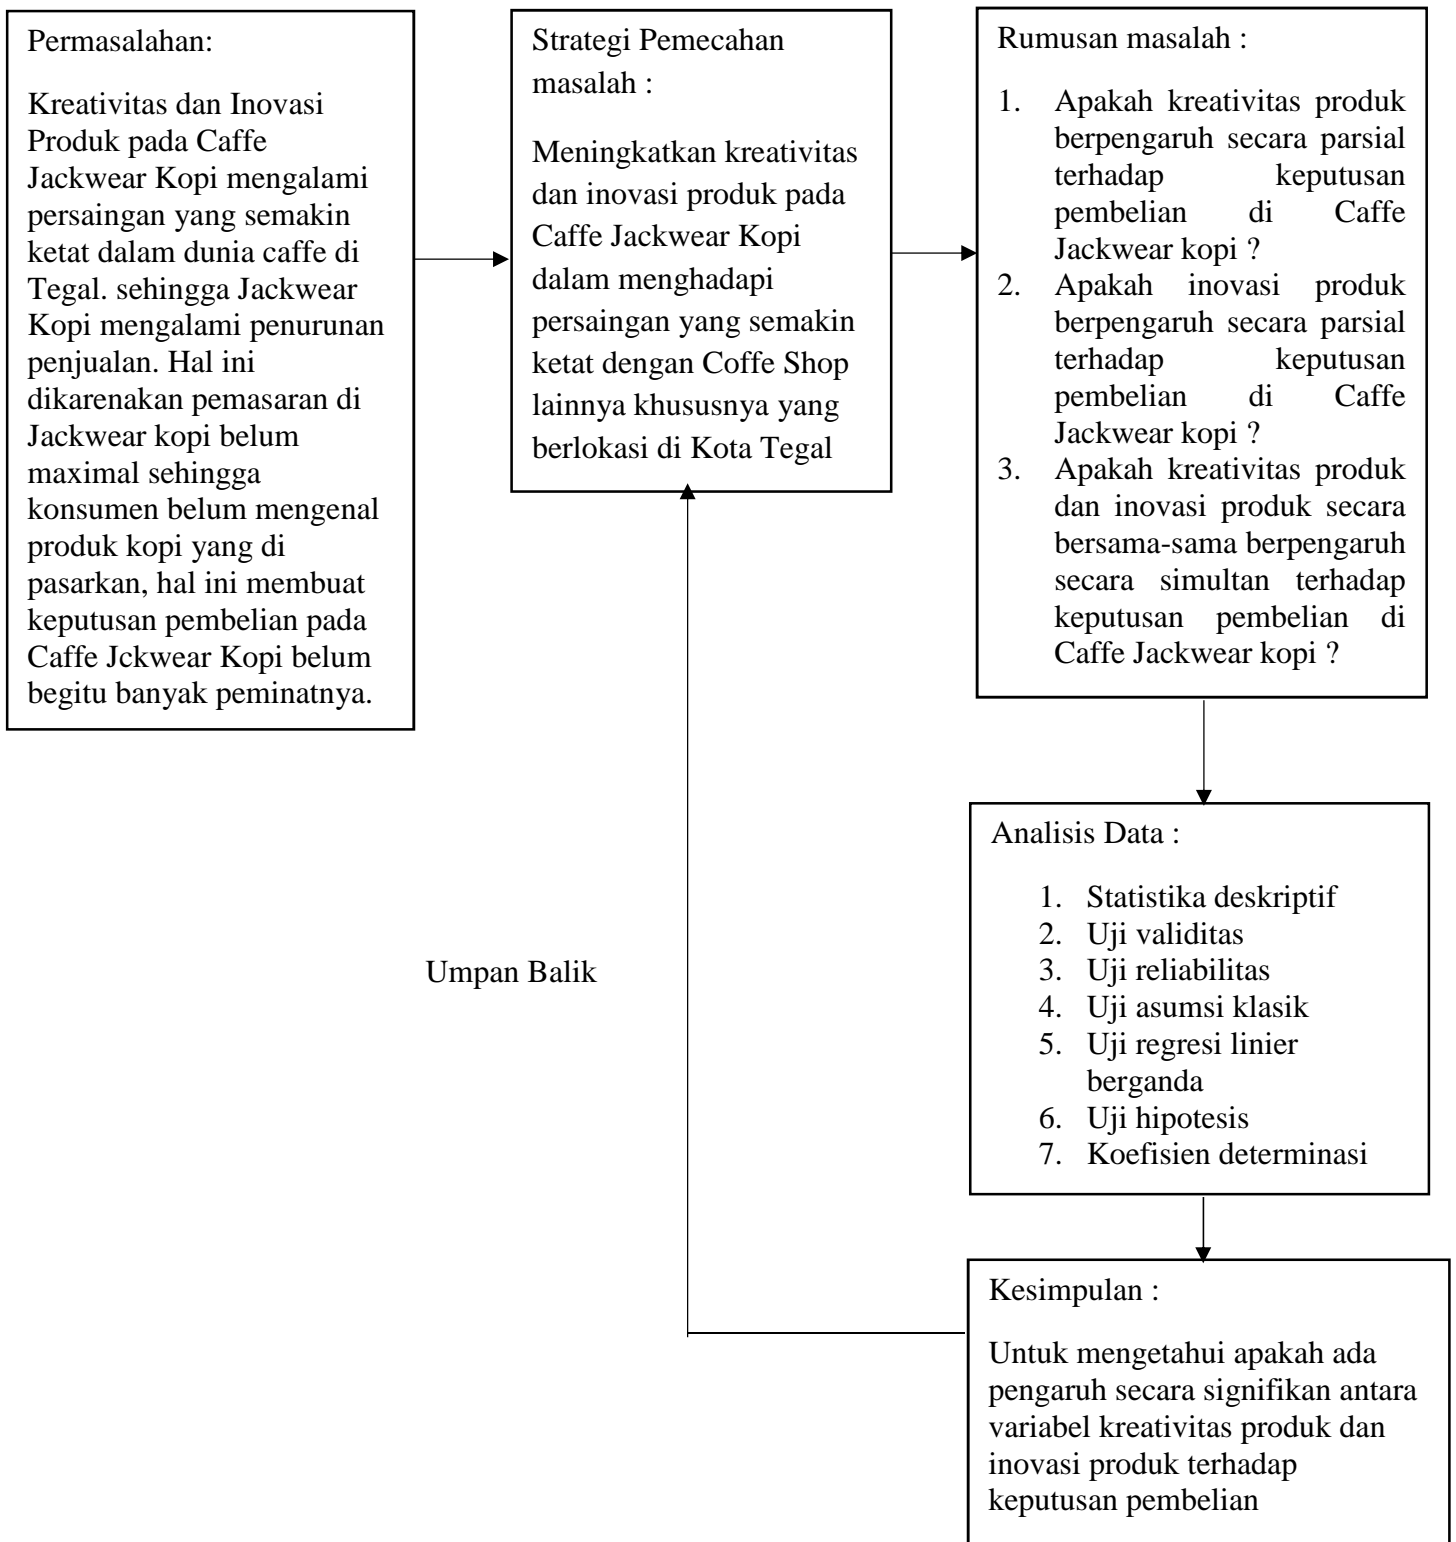 Permasalahan:
Kreativitas dan Inovasi
Produk pada Caffe
Jackwear Kopi mengalami
persaingan yang semakin
ketat dalam dunia caffe di
Tegal. sehingga Jackwear
Kopi mengalami penurunan
penjualan. Hal ini
dikarenakan pemasaran di
Jackwear kopi belum
maximal sehingga
konsumen belum mengenal
produk kopi yang di
pasarkan, hal ini membuat
keputusan pembelian pada
Caffe Jckwear Kopi belum
begitu banyak peminatnya.
Strategi Pemecahan
masalah :
Meningkatkan kreativitas
dan inovasi produk pada
Caffe Jackwear Kopi
dalam menghadapi
persaingan yang semakin
ketat dengan Coffe Shop
lainnya khususnya yang
berlokasi di Kota Tegal
Rumusan masalah :
1. Apakah kreativitas produk
berpengaruh secara parsial
terhadap keputusan
pembelian di Caffe
Jackwear kopi ?
2. Apakah inovasi produk
berpengaruh secara parsial
terhadap keputusan
pembelian di Caffe
Jackwear kopi ?
3. Apakah kreativitas produk
dan inovasi produk secara
bersama-sama berpengaruh
secara simultan terhadap
keputusan pembelian di
Caffe Jackwear kopi ?
Analisis Data :
1. Statistika deskriptif
2. Uji validitas
3. Uji reliabilitas
4. Uji asumsi klasik
5. Uji regresi linier
berganda
6. Uji hipotesis
7. Koefisien determinasi
Umpan Balik
Kesimpulan :
Untuk mengetahui apakah ada
pengaruh secara signifikan antara
variabel kreativitas produk dan
inovasi produk terhadap
keputusan pembelian